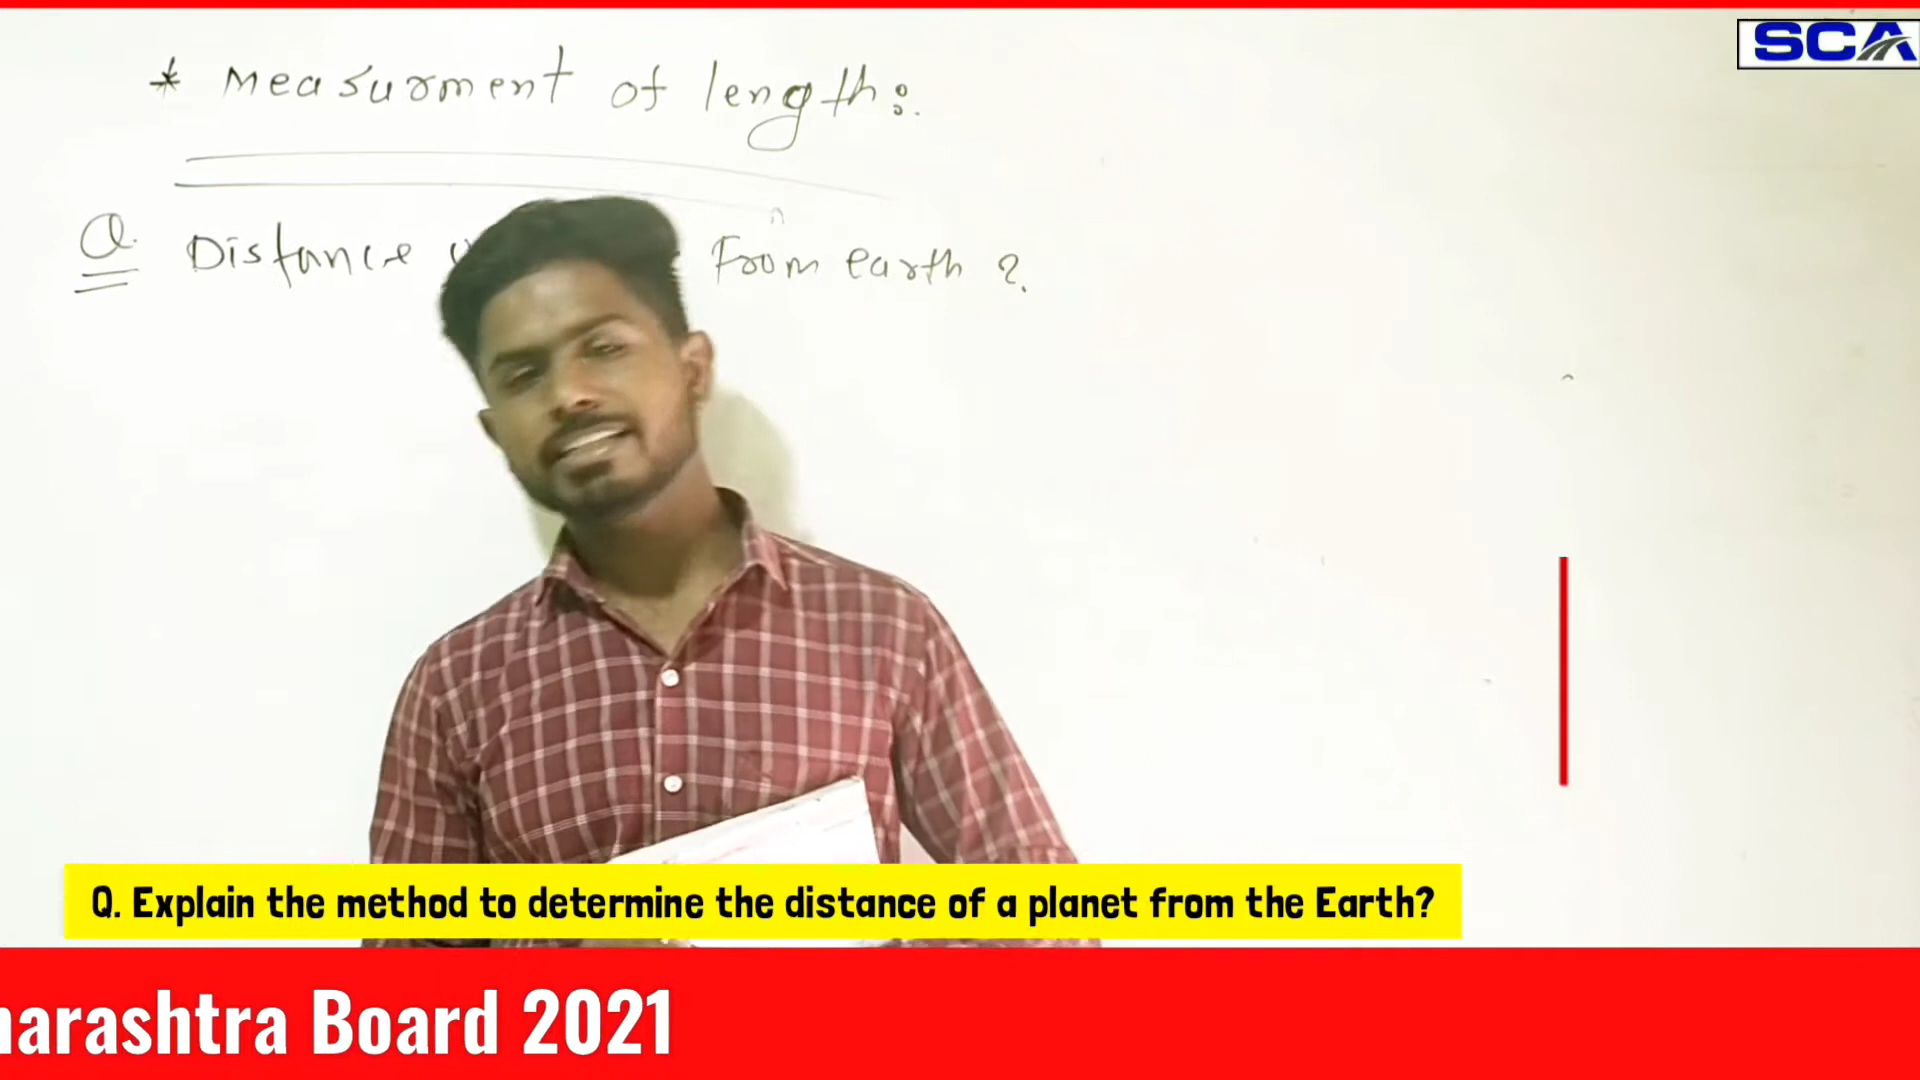 SCA
* Measurment of length:.
Q. Distance From earth ?
Q. Explain the method to determine the distance of a planet from the Earth?
harashtra Board 2021